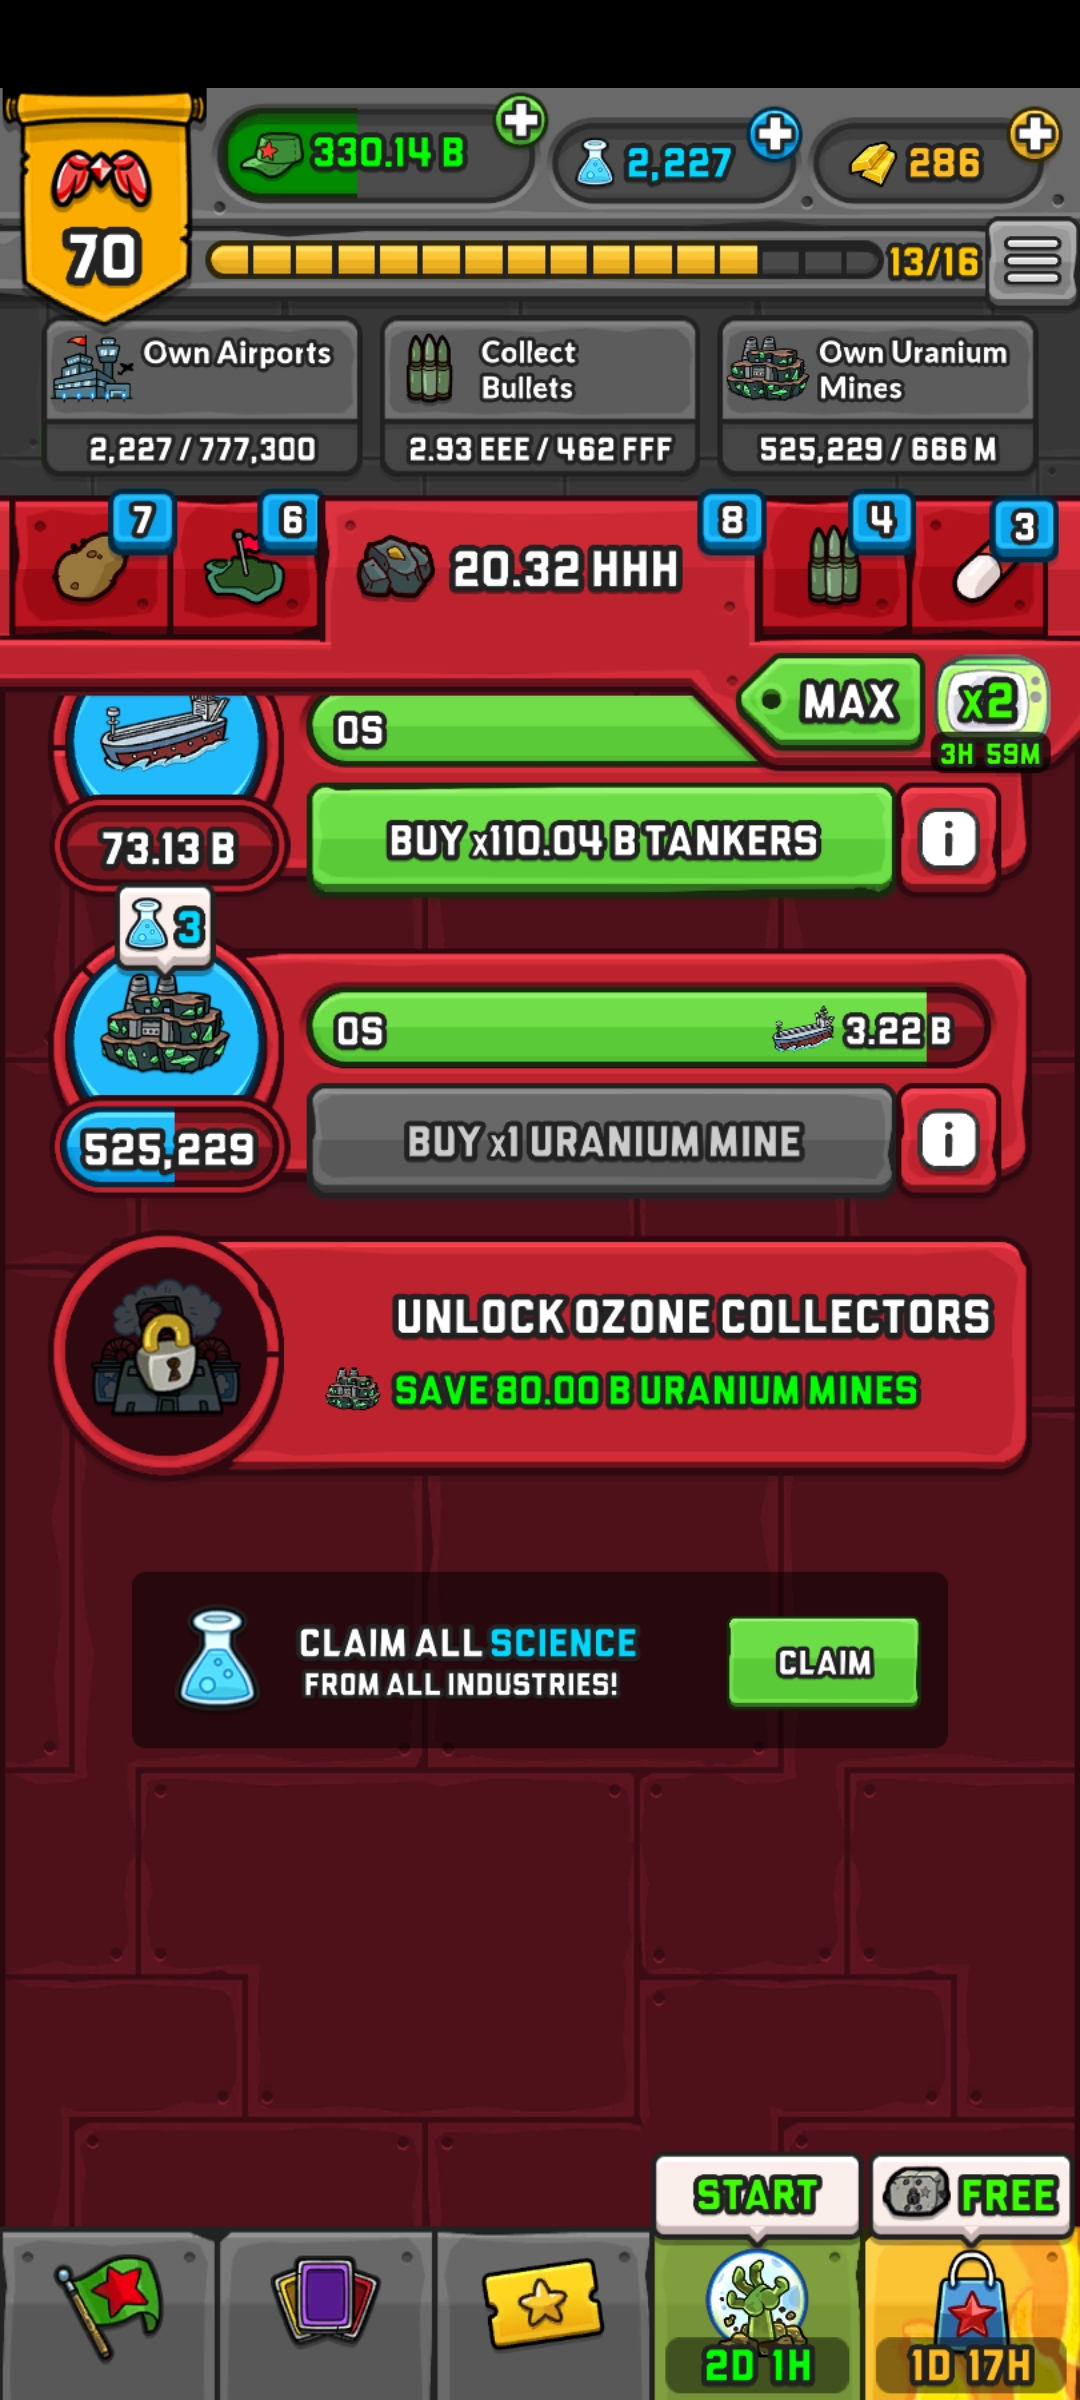 330.14 B
2,227
286
70
13/16
Own Airports
2,227 / 777,300
Collect
Bullets
2.93 EEE / 462 FFF
Own Uranium
Mines
525,229 / 666 M
7
6
20.32 HHH
8
4
3
MAX
x2
3H 59M
0S
73.13 B
BUY x110.04 B TANKERS
i
3
0S
3.22 B
525,229
BUY x1 URANIUM MINE
i
UNLOCK OZONE COLLECTORS
SAVE 80.00 B URANIUM MINES
CLAIM ALL SCIENCE
FROM ALL INDUSTRIES!
CLAIM
START
FREE
2D 1H
1D 17H